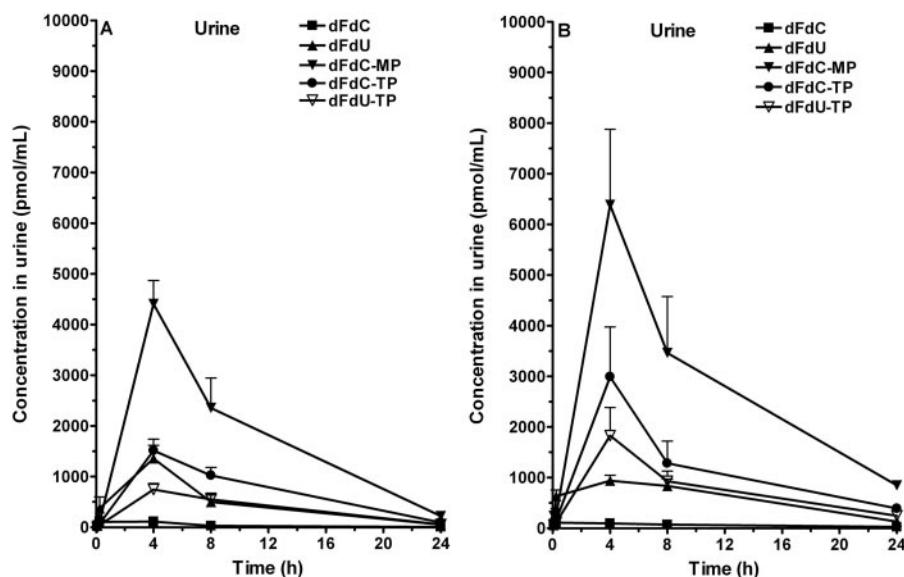 A Urine
dFdC
dFdU
dFdC-MP
dFdC-TP
dFdU-TP
10000
9000
8000
7000
6000
5000
4000
3000
2000
1000
0
Concentration in urine (pmol/mL)
0 4 8 12 16 20 24
Time (h)
B Urine
dFdC
dFdU
dFdC-MP
dFdC-TP
dFdU-TP
10000
9000
8000
7000
6000
5000
4000
3000
2000
1000
0
Concentration in urine (pmol/mL)
0 4 8 12 16 20 24
Time (h)